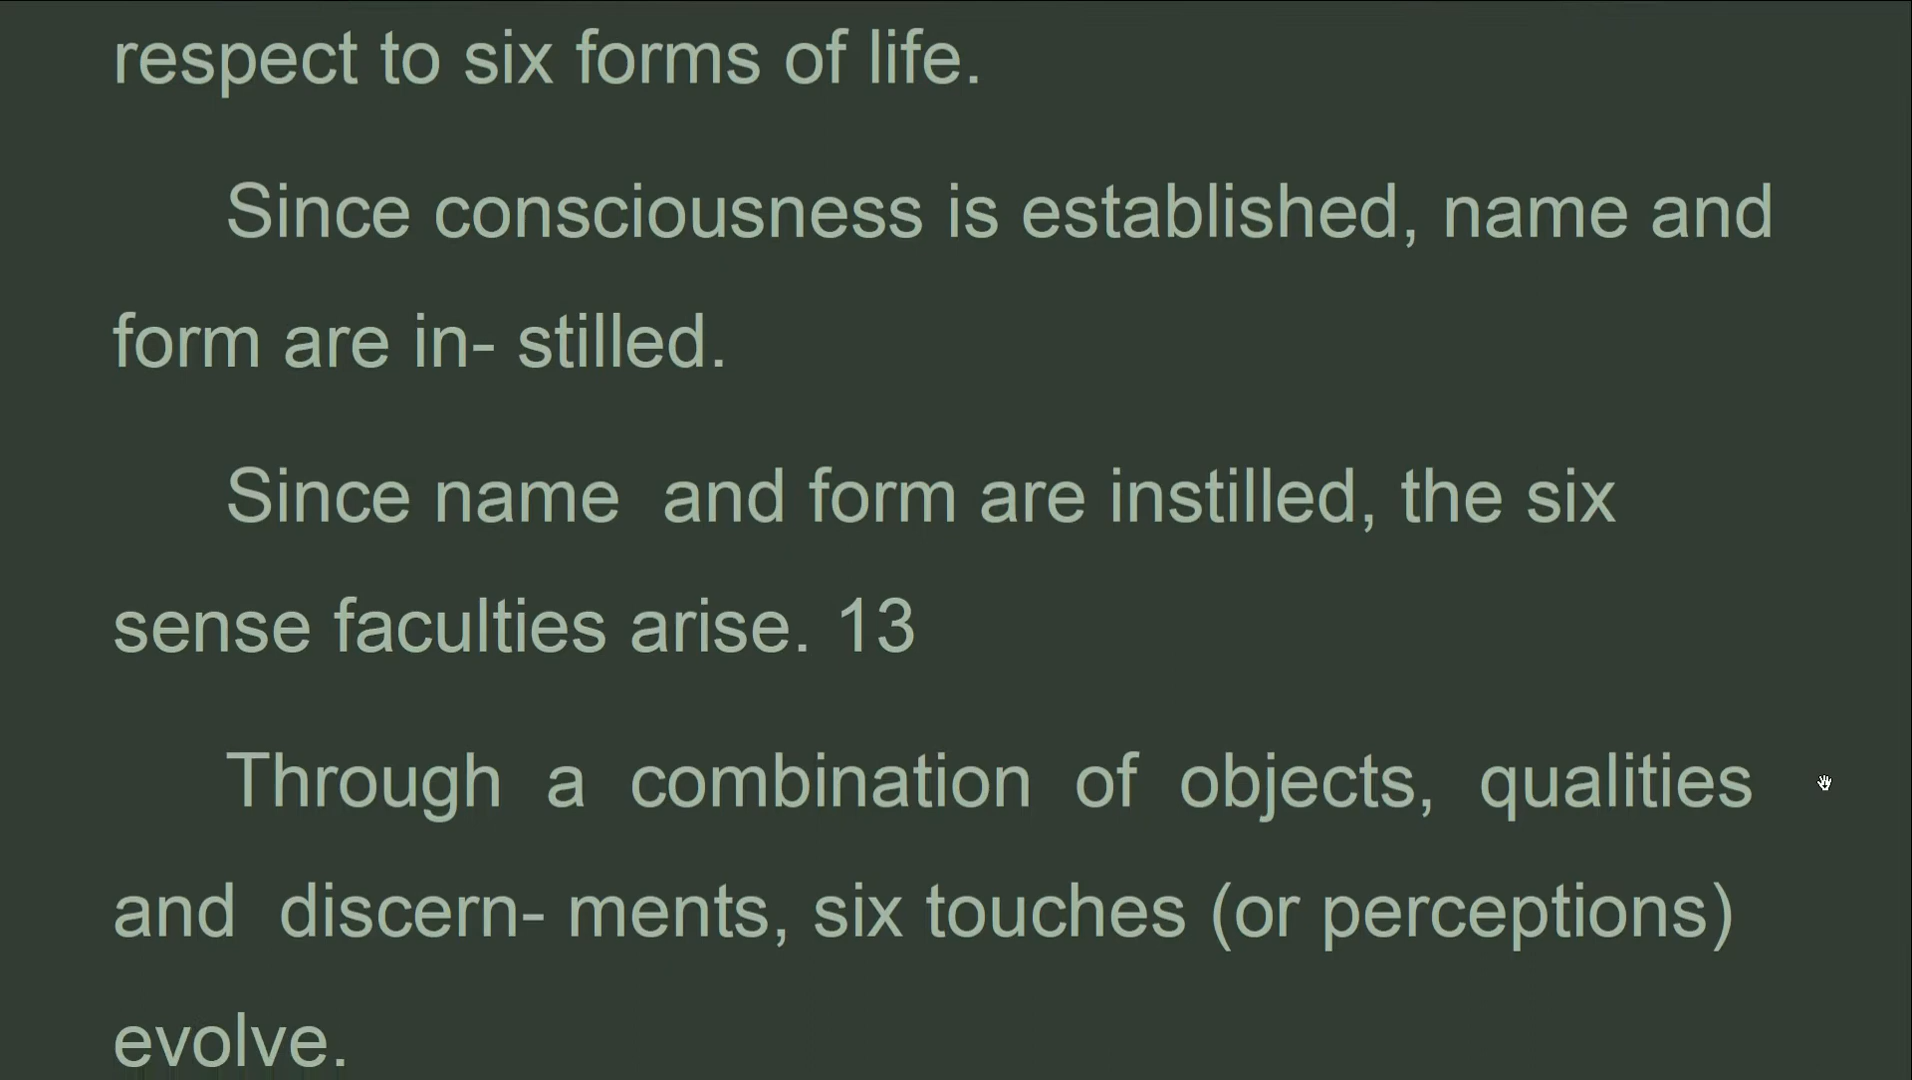 respect to six forms of life.
Since consciousness is established, name and
form are in- stilled.
Since name  and form are instilled, the six
sense faculties arise. 13
Through a combination of objects, qualities
and  discern- ments, six touches (or perceptions)
evolve.